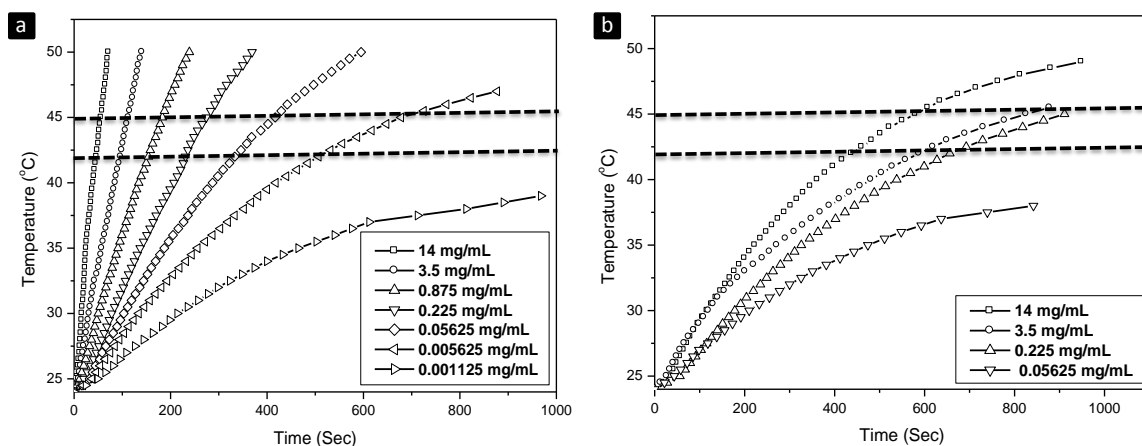 a
Temperature (°C)
50
45
40
35
30
25
0
200
400
600
800
1000
Time (Sec)
14 mg/mL
3.5 mg/mL
0.875 mg/mL
0.225 mg/mL
0.05625 mg/mL
0.005625 mg/mL
0.001125 mg/mL
b
Temperature (°C)
50
45
40
35
30
25
0
200
400
600
800
1000
Time (Sec)
14 mg/mL
3.5 mg/mL
0.225 mg/mL
0.05625 mg/mL